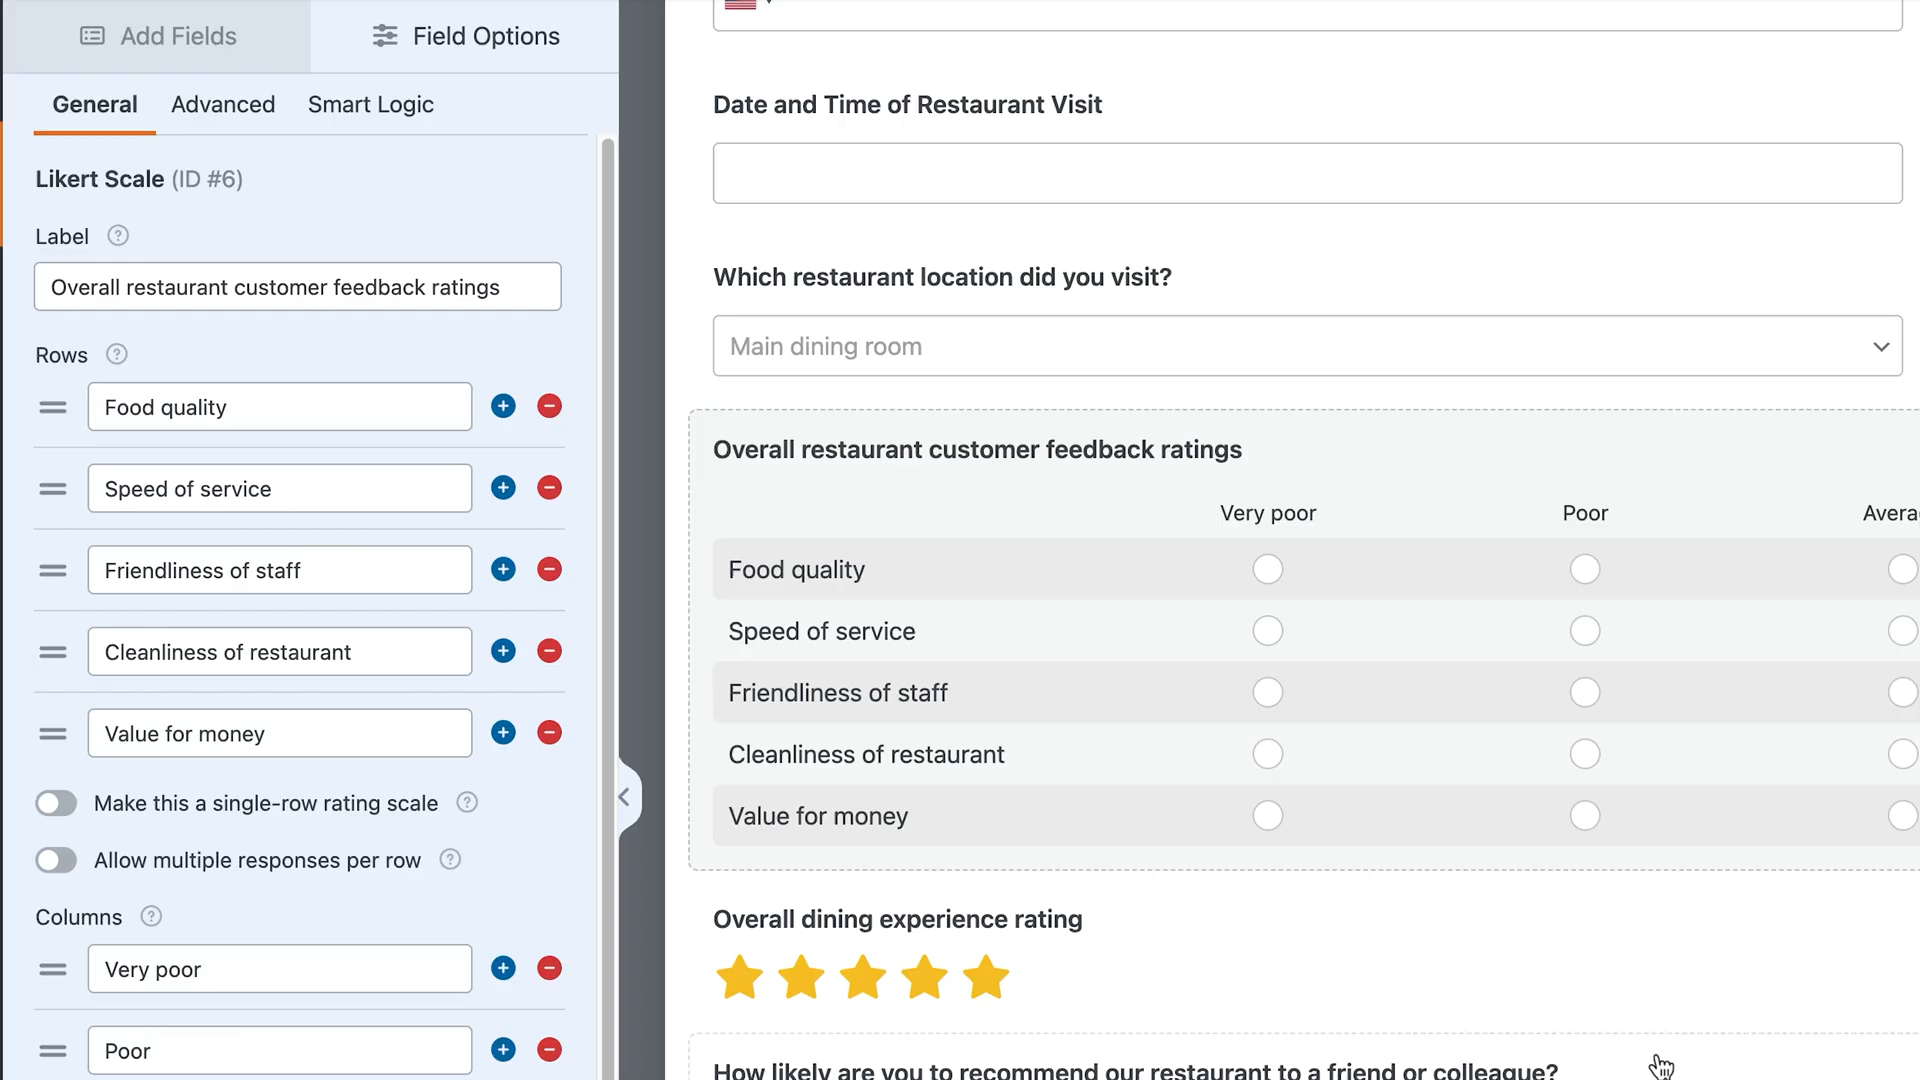 Add Fields
Field Options
General
Advanced
Smart Logic
Likert Scale (ID #6)
Label
Overall restaurant customer feedback ratings
Rows
Food quality
Speed of service
Friendliness of staff
Cleanliness of restaurant
Value for money
Make this a single-row rating scale
Allow multiple responses per row
Columns
Very poor
Poor
Date and Time of Restaurant Visit
Which restaurant location did you visit?
Main dining room
Overall restaurant customer feedback ratings
Very poor Poor Avera
Food quality
Speed of service
Friendliness of staff
Cleanliness of restaurant
Value for money
Overall dining experience rating
How likely are you to recommend our restaurant to a friend or colleague?